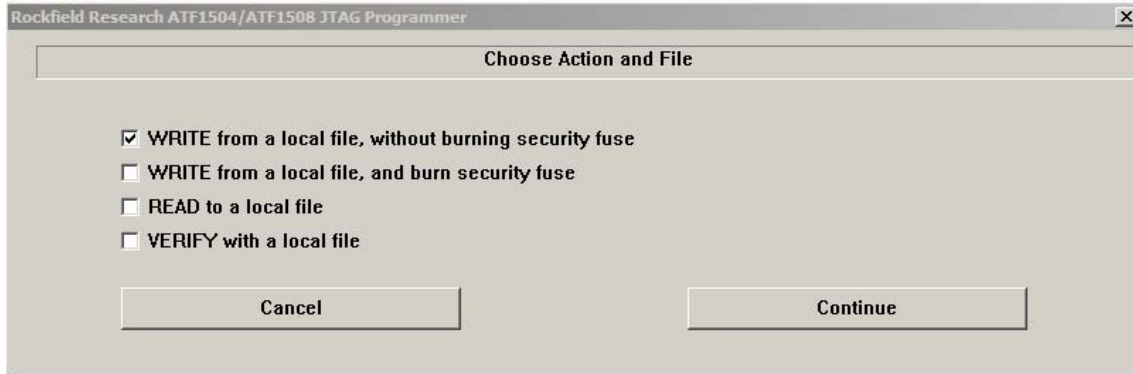 Rockfield Research ATF1504/ATF1508 JTAG Programmer
Choose Action and File
WRITE from a local file, without burning security fuse
WRITE from a local file, and burn security fuse
READ to a local file
VERIFY with a local file
Cancel Continue